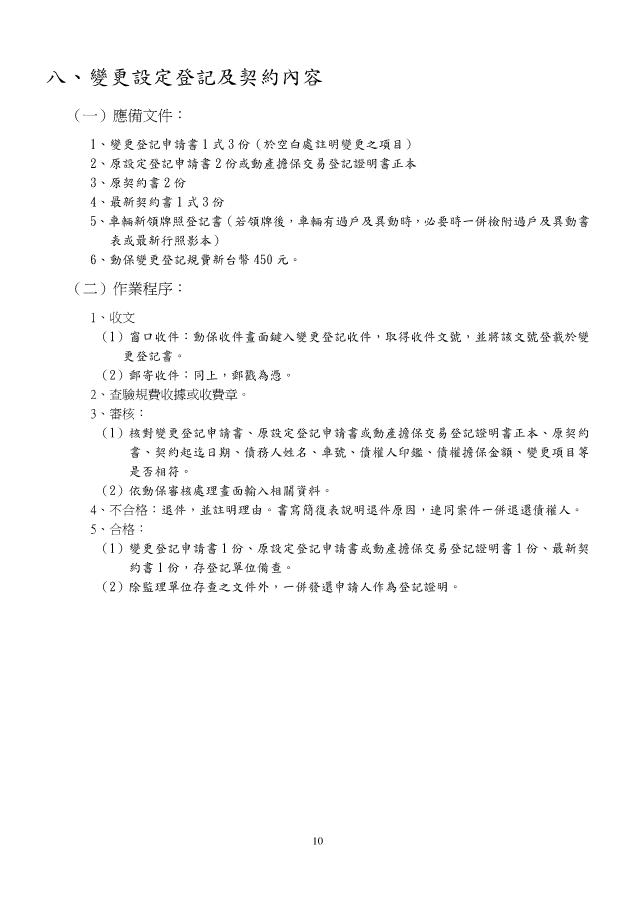 八、變更設定登記及契約內容
（一）應備文件：
1、變更登記申請書1式3份（於空白處註明變更之項目）
2、原設定登記申請書2份或動產擔保交易登記證明書正本
3、原契約書2份
4、最新契約書1式3份
5、車輛新領牌照登記書（若領牌後，車輛有過戶及異動時，必要時一併檢附過戶及異動書
表或最新行照影本）
6、動保變更登記規費新台幣450元。
（二）作業程序：
1、收文
（1）窗口收件：動保收件畫面鍵入變更登記收件，取得收件文號，並將該文號登載於變
更登記書。
（2）郵寄收件：同上，郵戳為憑。
2、查驗規費收據或收費章。
3、審核：
（1）核對變更登記申請書、原設定登記申請書或動產擔保交易登記證明書正本、原契約
書、契約起迄日期、債務人姓名、車號、債權人印鑑、債權擔保金額、變更項目等
是否相符。
（2）依動保審核處理畫面輸入相關資料。
4、不合格：退件，並註明理由。書寫簡復表說明退件原因，連同案件一併退還債權人。
5、合格：
（1）變更登記申請書1份、原設定登記申請書或動產擔保交易登記證明書1份、最新契
約書1份，存登記單位備查。
（2）除監理單位存查之文件外，一併發還申請人作為登記證明。
10